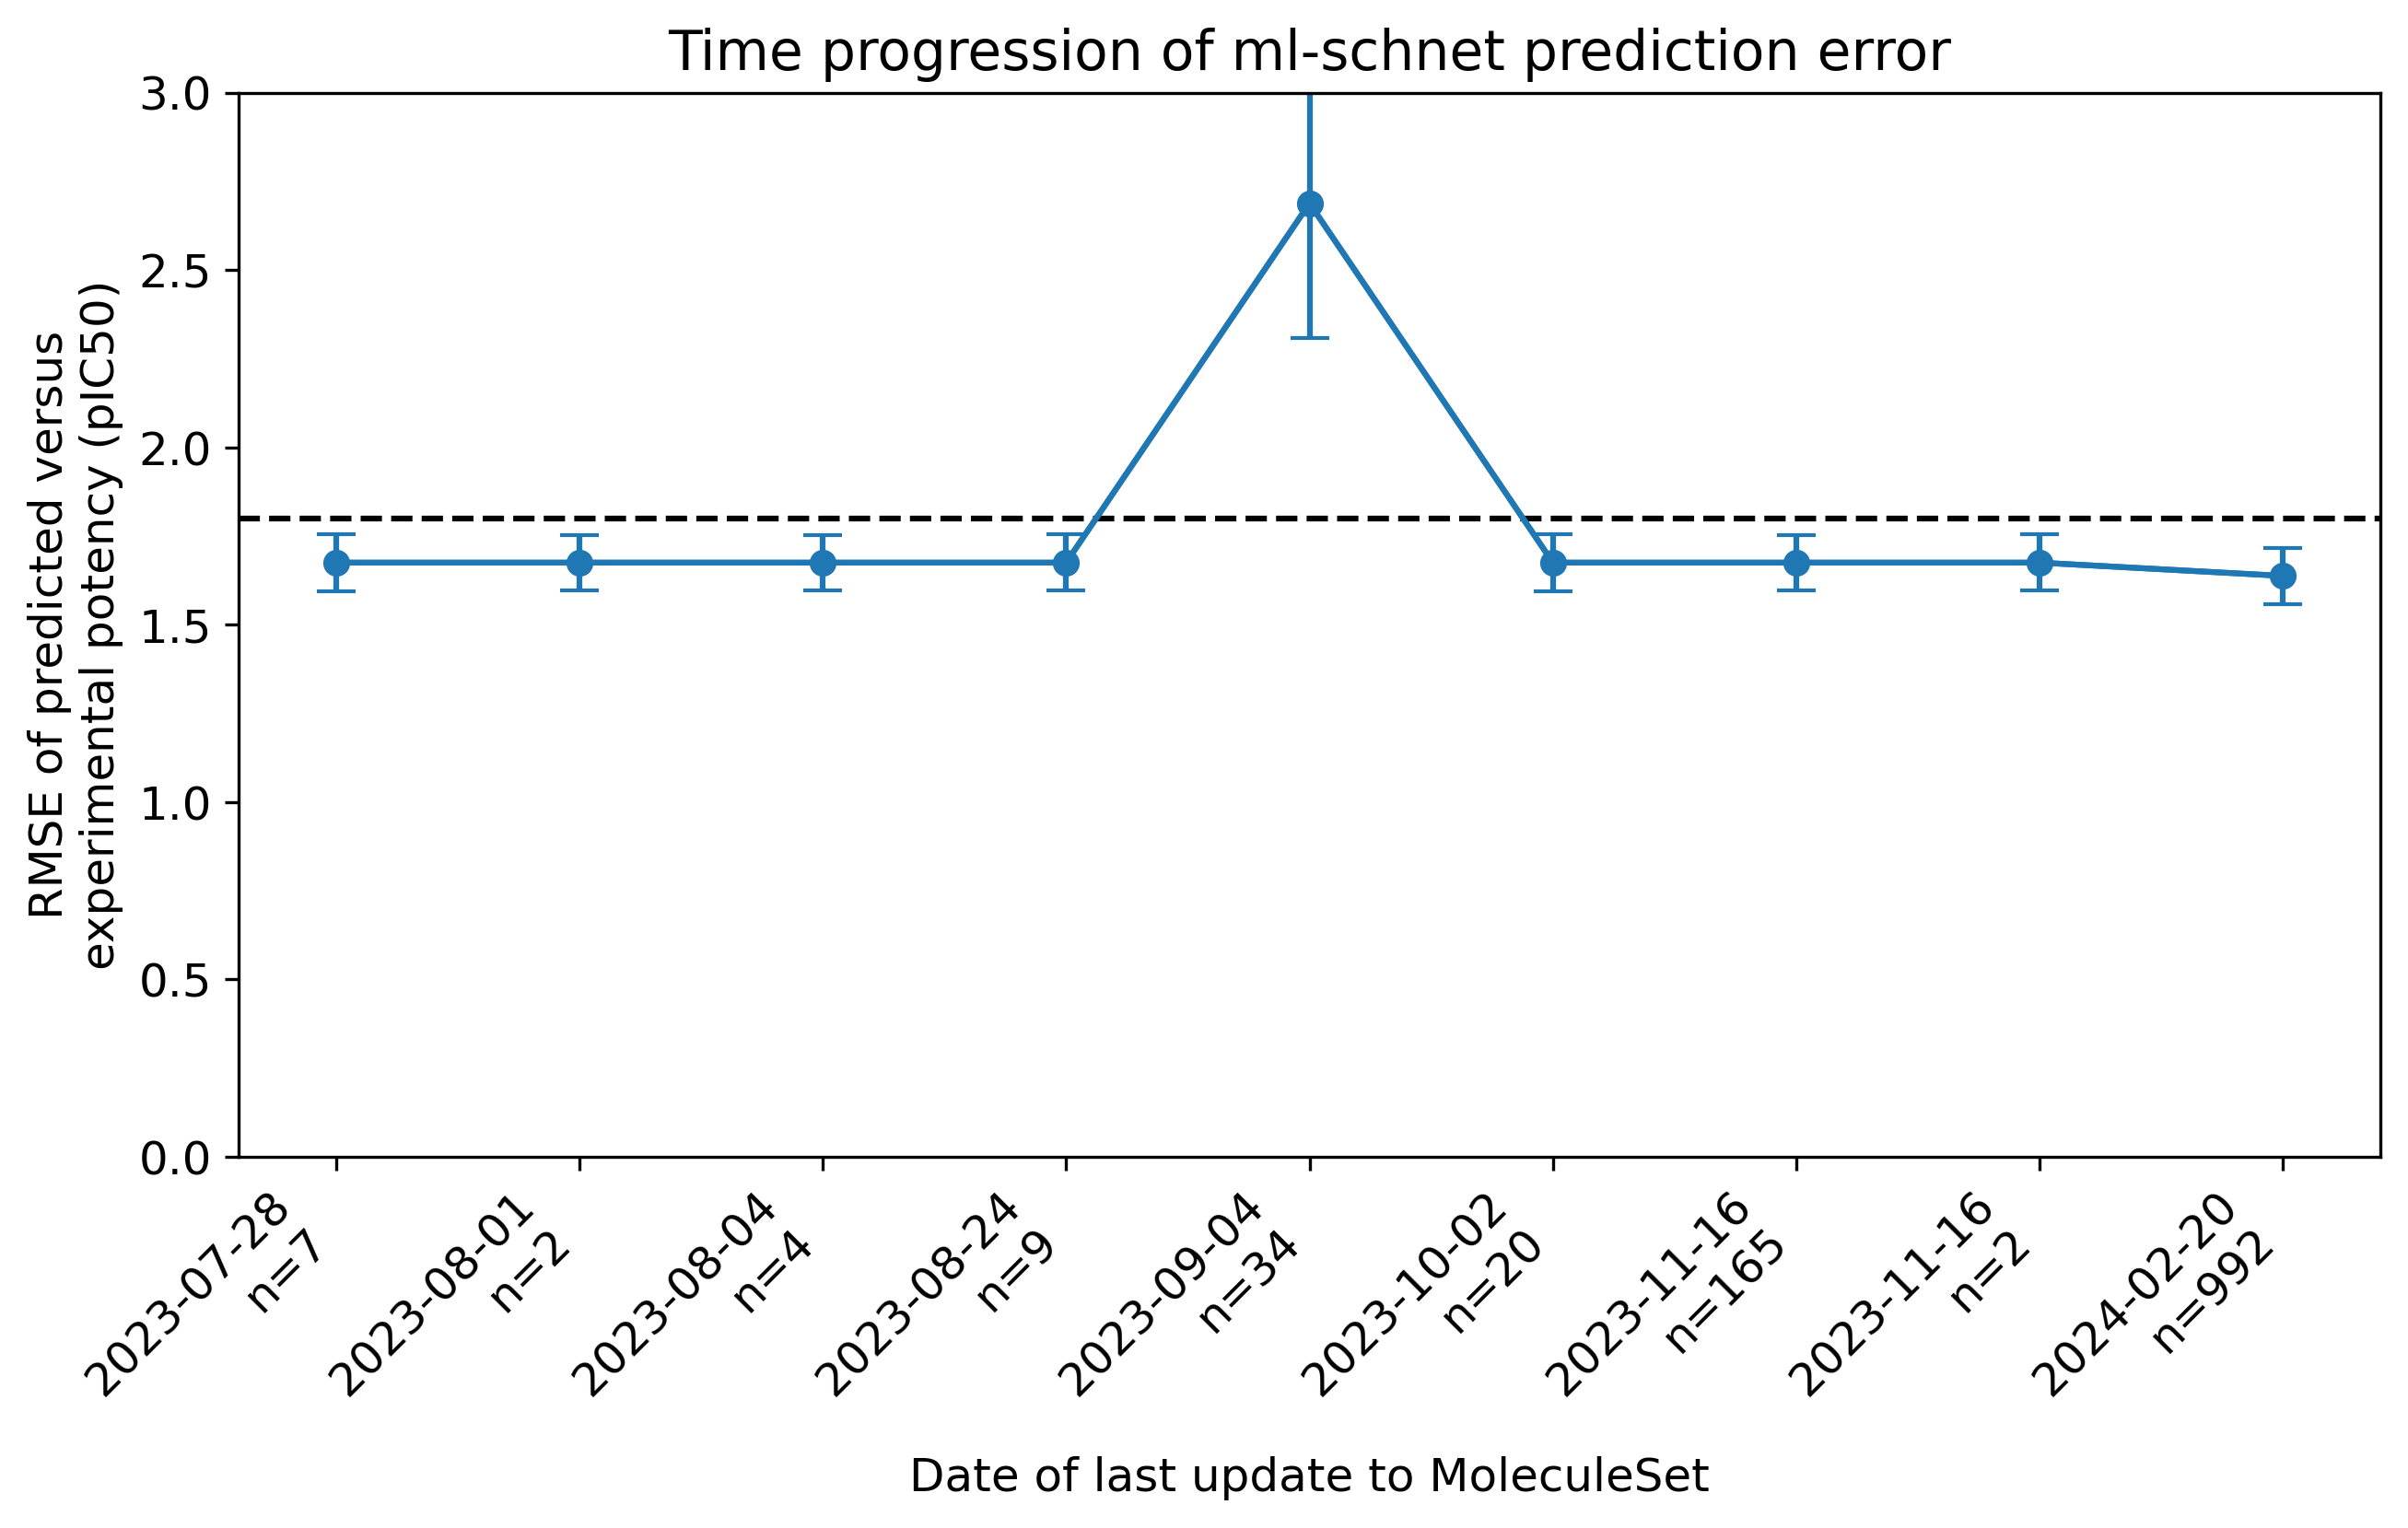 Time progression of ml-schnet prediction error
RMSE of predicted versus
experimental potency (pIC50)
3.0
2.5
2.0
1.5
1.0
0.5
0.0
2023-07-28
n=7
2023-08-01
n=2
2023-08-04
n=4
2023-08-24
n=9
2023-09-04
n=34
2023-10-02
n=20
2023-11-16
n=165
2023-11-16
n=2
2024-02-20
n=992
Date of last update to MoleculeSet